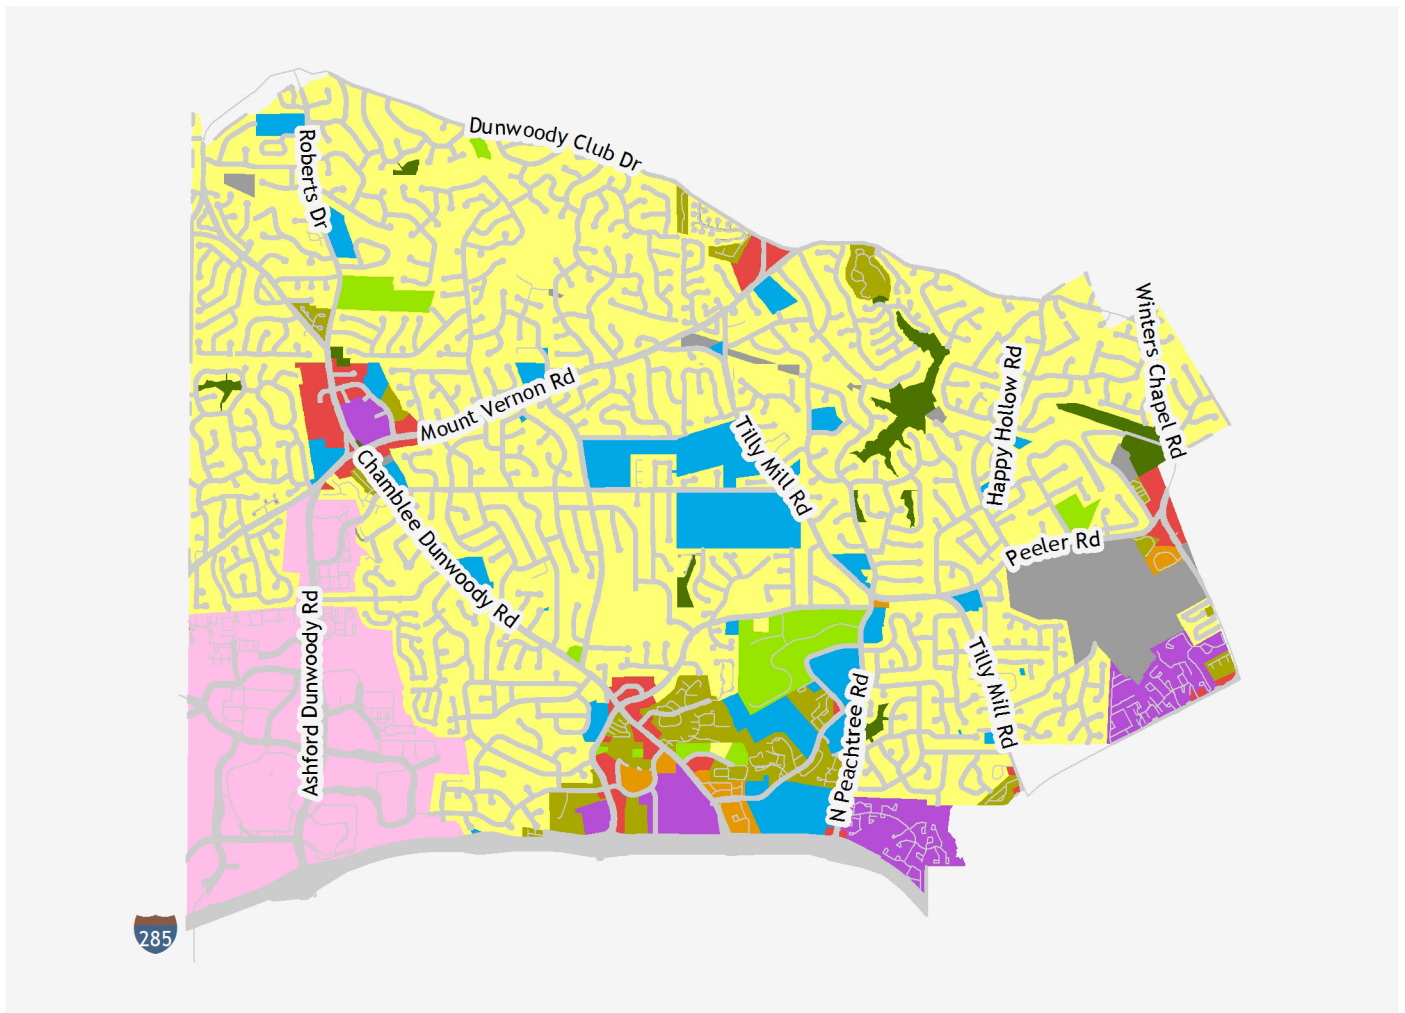 Dunwoody Club Dr
Roberts Dr
Winters Chapel Rd
Mount Vernon Rd
Happy Hollow Rd
Tilly Mill Rd
Chamblee Dunwoody Rd
Peeler Rd
Ashford Dunwoody Rd
Tilly Mill Rd
N Peachtree Rd
285